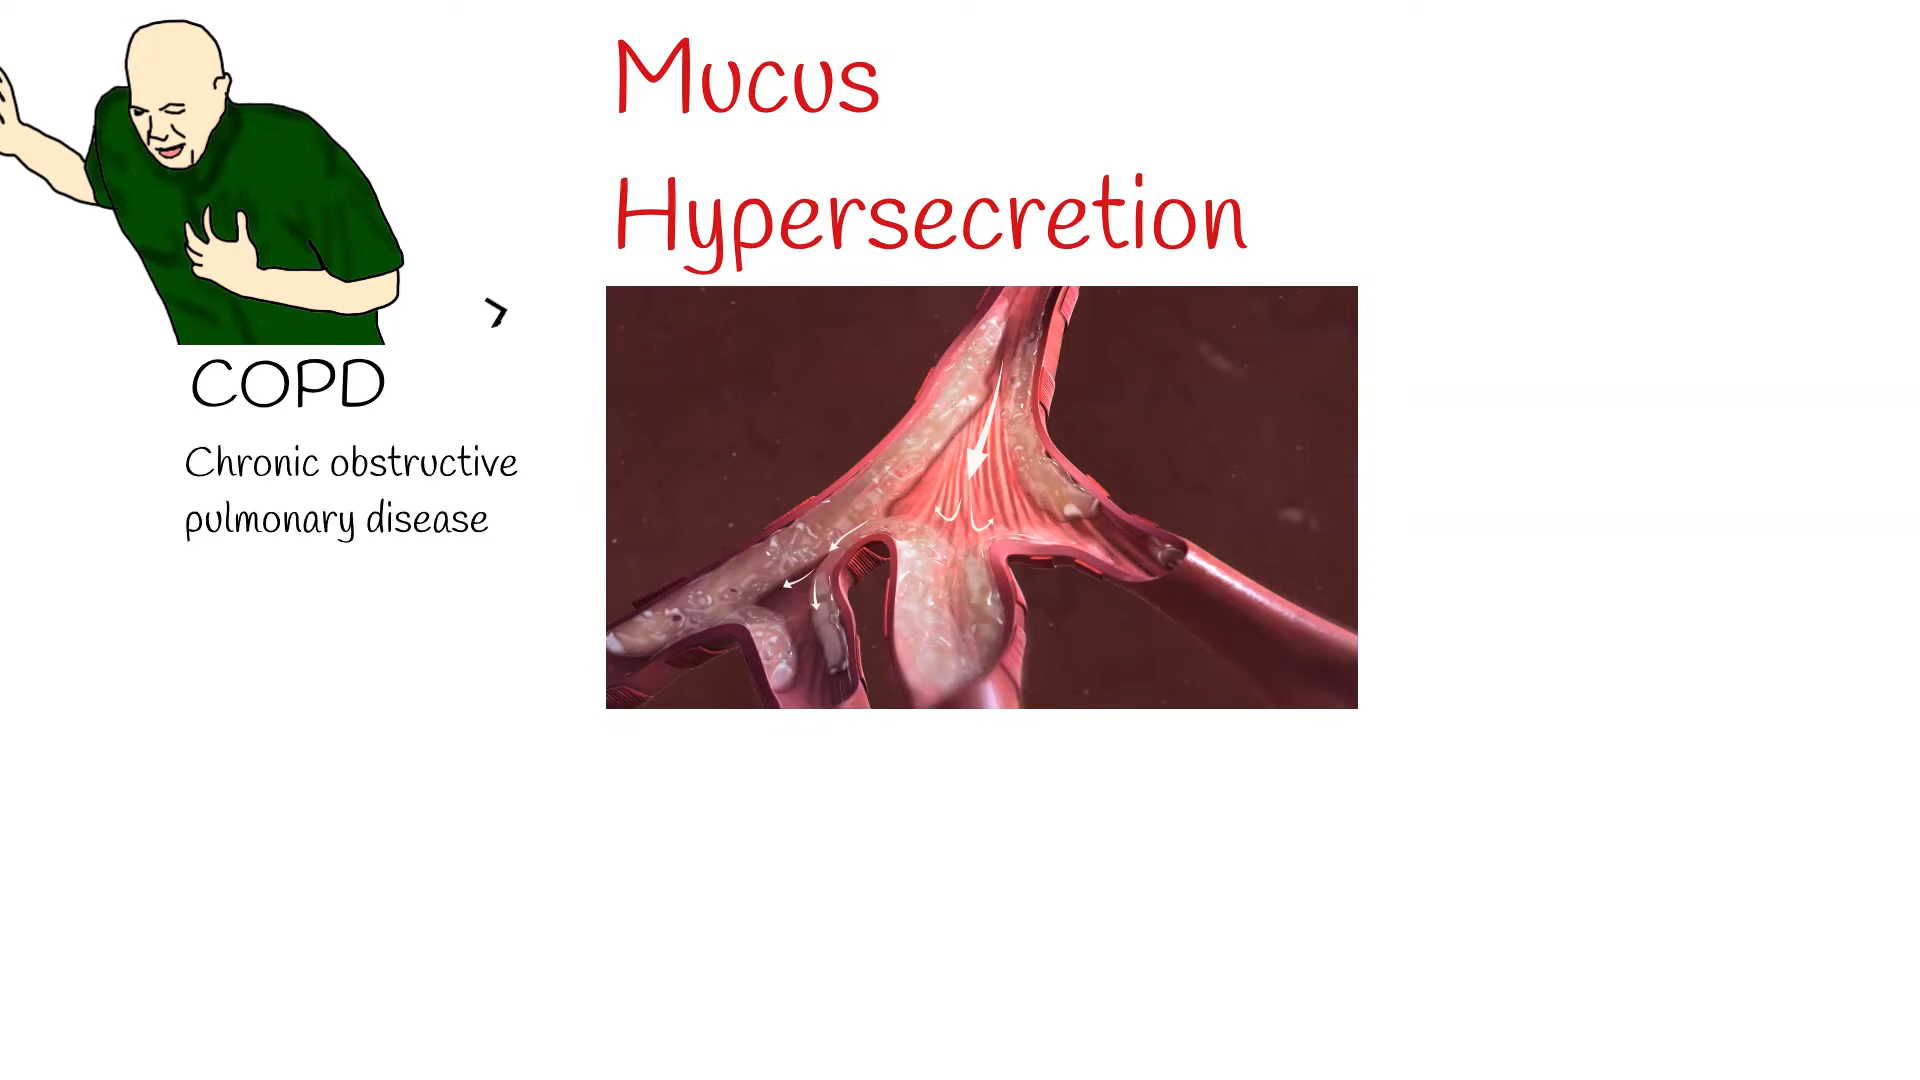 Mucus
Hypersecretion
COPD
Chronic obstructive
pulmonary disease